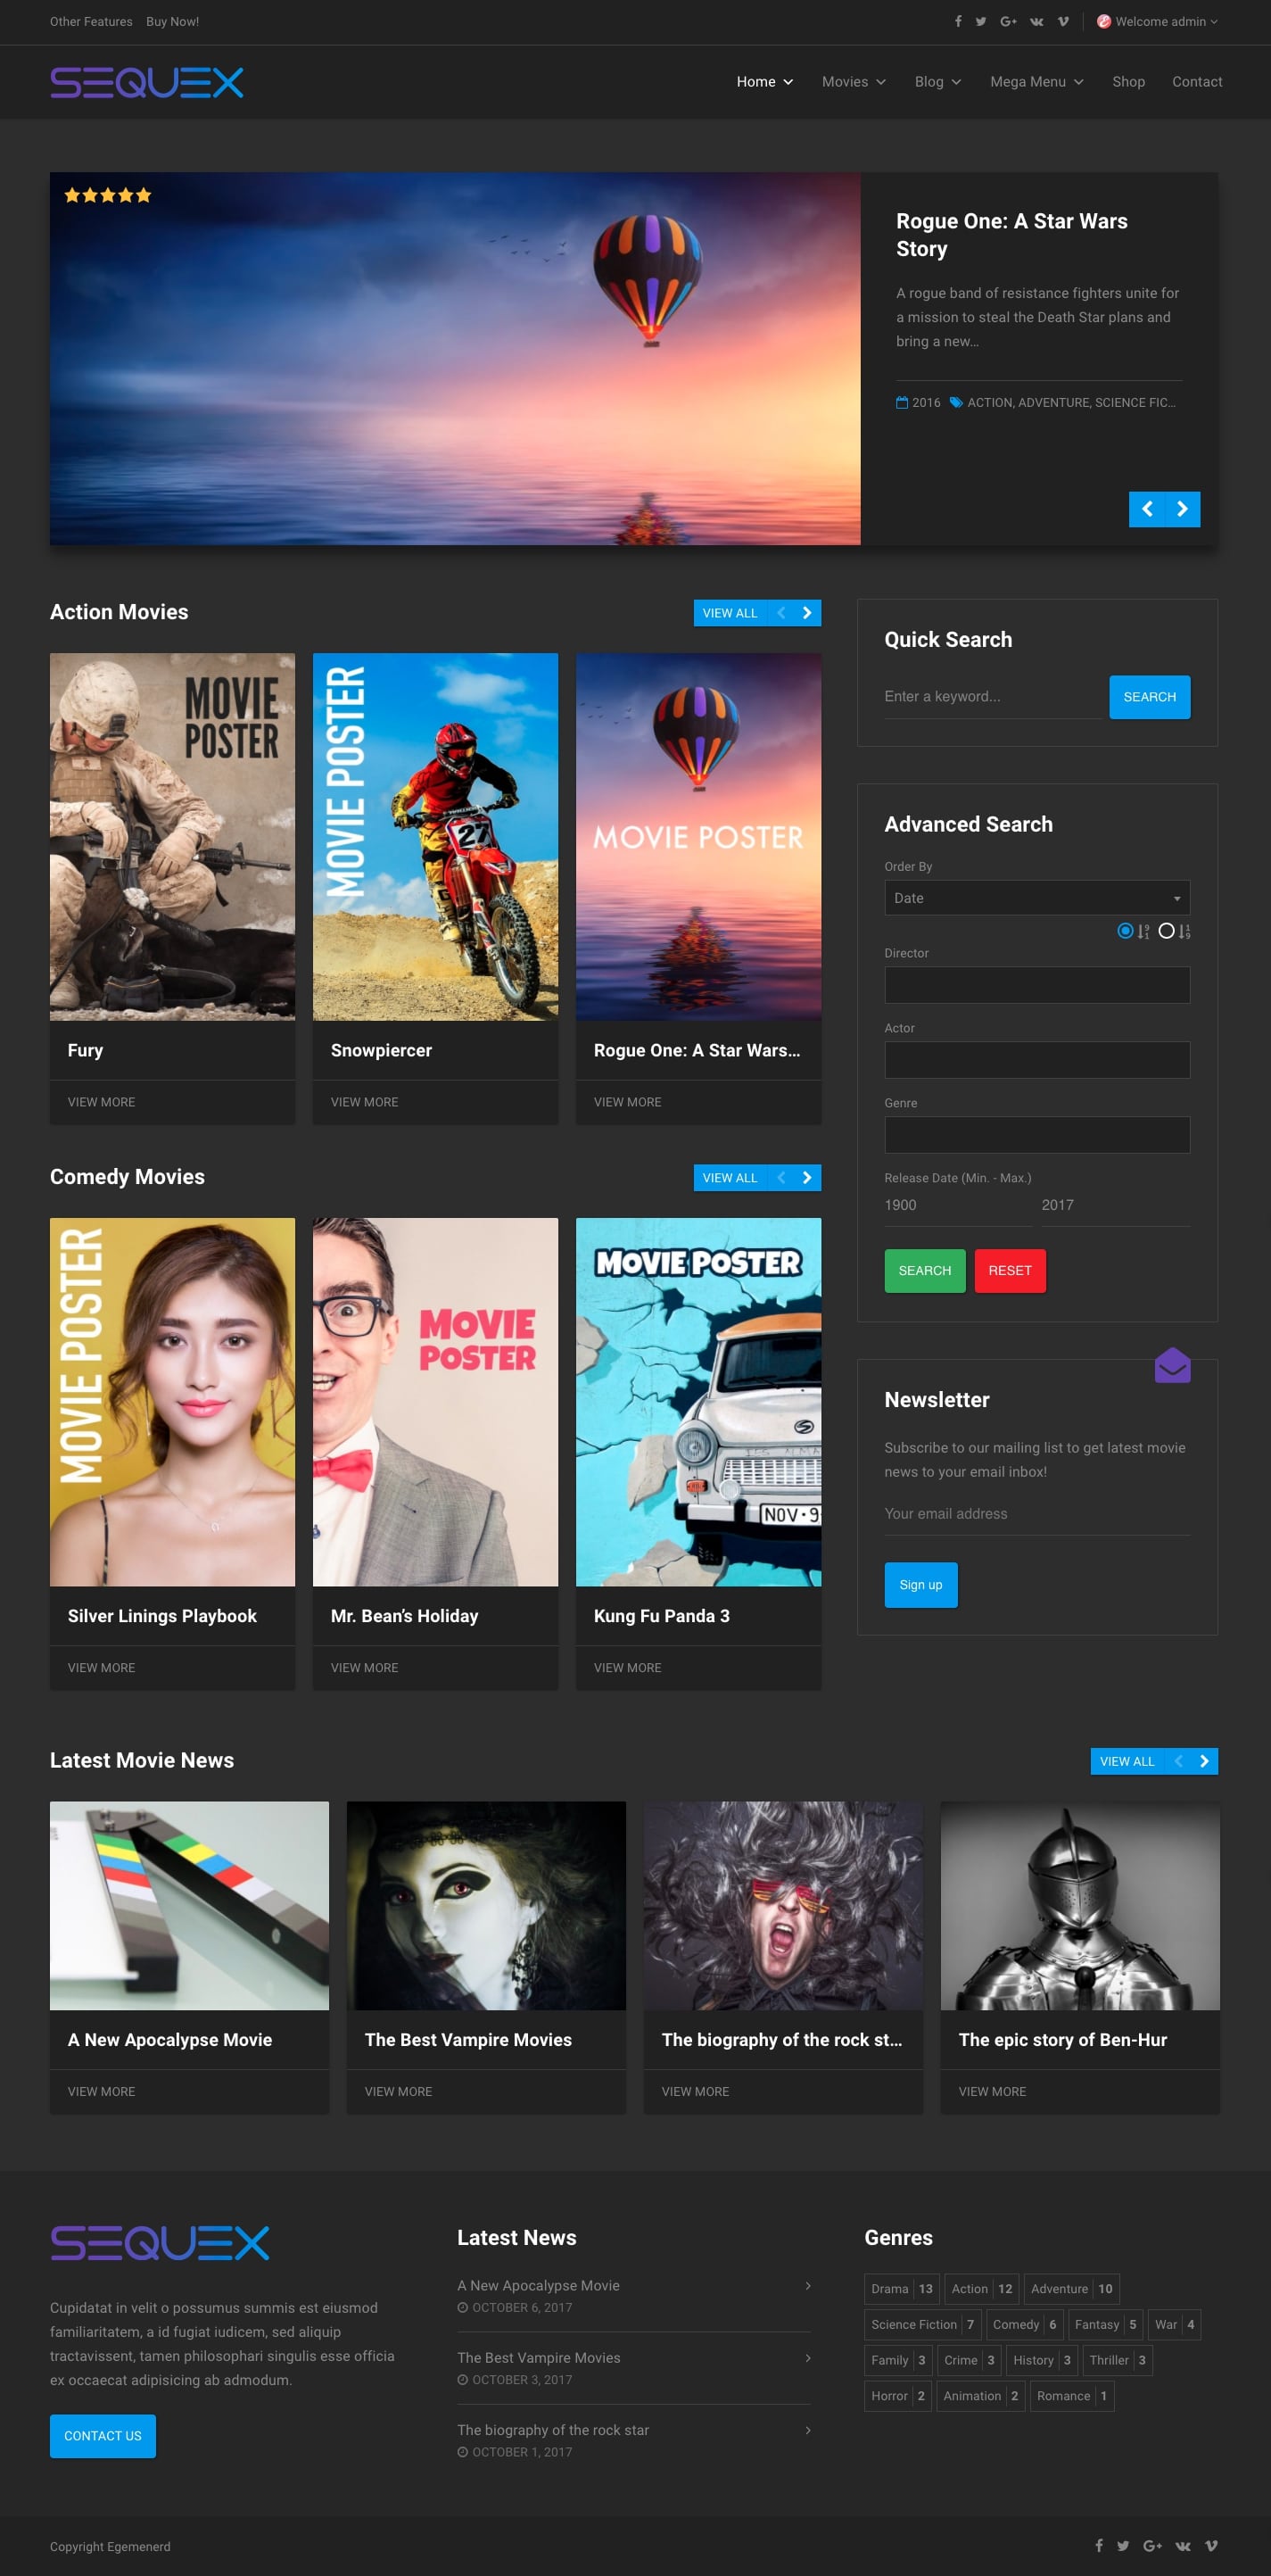 Other Features Buy Now!
Welcome admin
SEQUEX
Home Movies Blog Mega Menu Shop Contact
Rogue One: A Star Wars
Story
A rogue band of resistance fighters unite for
a mission to steal the Death Star plans and
bring a new...
2016 ACTION, ADVENTURE, SCIENCE FIC...
Action Movies
VIEW ALL
MOVIE
POSTER
Fury
VIEW MORE
MOVIE POSTER
27
Snowpiercer
VIEW MORE
MOVIE POSTER
Rogue One: A Star Wars...
VIEW MORE
Comedy Movies
VIEW ALL
MOVIE POSTER
Silver Linings Playbook
VIEW MORE
MOVIE
POSTER
Mr. Bean’s Holiday
VIEW MORE
MOVIE POSTER
NOV•9
Kung Fu Panda 3
VIEW MORE
Quick Search
Enter a keyword...
SEARCH
Advanced Search
Order By
Date
9
1
1
9
Director
Actor
Genre
Release Date (Min. - Max.)
1900 2017
SEARCH RESET
Newsletter
Subscribe to our mailing list to get latest movie
news to your email inbox!
Your email address
Sign up
Latest Movie News
VIEW ALL
A New Apocalypse Movie
VIEW MORE
The Best Vampire Movies
VIEW MORE
The biography of the rock st...
VIEW MORE
The epic story of Ben-Hur
VIEW MORE
SEQUEX
Cupidatat in velit o possumus summis est eiusmod
familiaritatem, a id fugiat iudicem, sed aliquip
tractavissent, tamen philosophari singulis esse officia
ex occaecat adipisicing ab admodum.
CONTACT US
Latest News
A New Apocalypse Movie
OCTOBER 6, 2017
The Best Vampire Movies
OCTOBER 3, 2017
The biography of the rock star
OCTOBER 1, 2017
Genres
Drama 13 Action 12 Adventure 10
Science Fiction 7 Comedy 6 Fantasy 5 War 4
Family 3 Crime 3 History 3 Thriller 3
Horror 2 Animation 2 Romance 1
Copyright Egemenerd